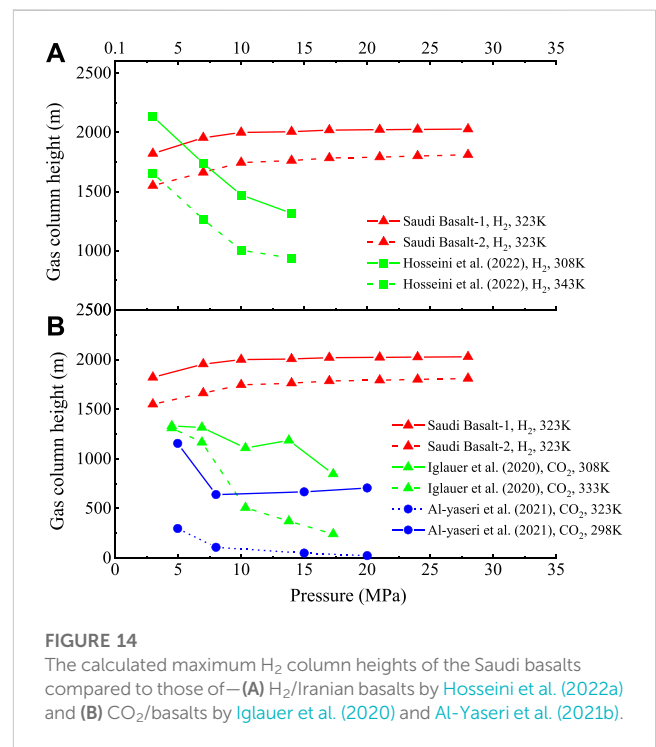 0.1 5 10 15 20 25 30 35
A
2500
2000
1500
1000
2500
Gas column height (m)
Saudi Basalt-1, H₂, 323K
Saudi Basalt-2, H₂, 323K
Hosseini et al. (2022), H₂, 308K
Hosseini et al. (2022), H₂, 343K
B
2000
1500
1000
500
0
Gas column height (m)
Saudi Basalt-1, H₂, 323K
Saudi Basalt-2, H₂, 323K
Iglauer et al. (2020), CO₂, 308K
Iglauer et al. (2020), CO₂, 333K
Al-yaseri et al. (2021), CO₂, 323K
Al-yaseri et al. (2021), CO₂, 298K
0.1 5 10 15 20 25 30 35
Pressure (MPa)
FIGURE 14
The calculated maximum H₂ column heights of the Saudi basalts
compared to those of—(A) H₂/Iranian basalts by Hosseini et al. (2022a)
and (B) CO₂/basalts by Iglauer et al. (2020) and Al-Yaseri et al. (2021b).